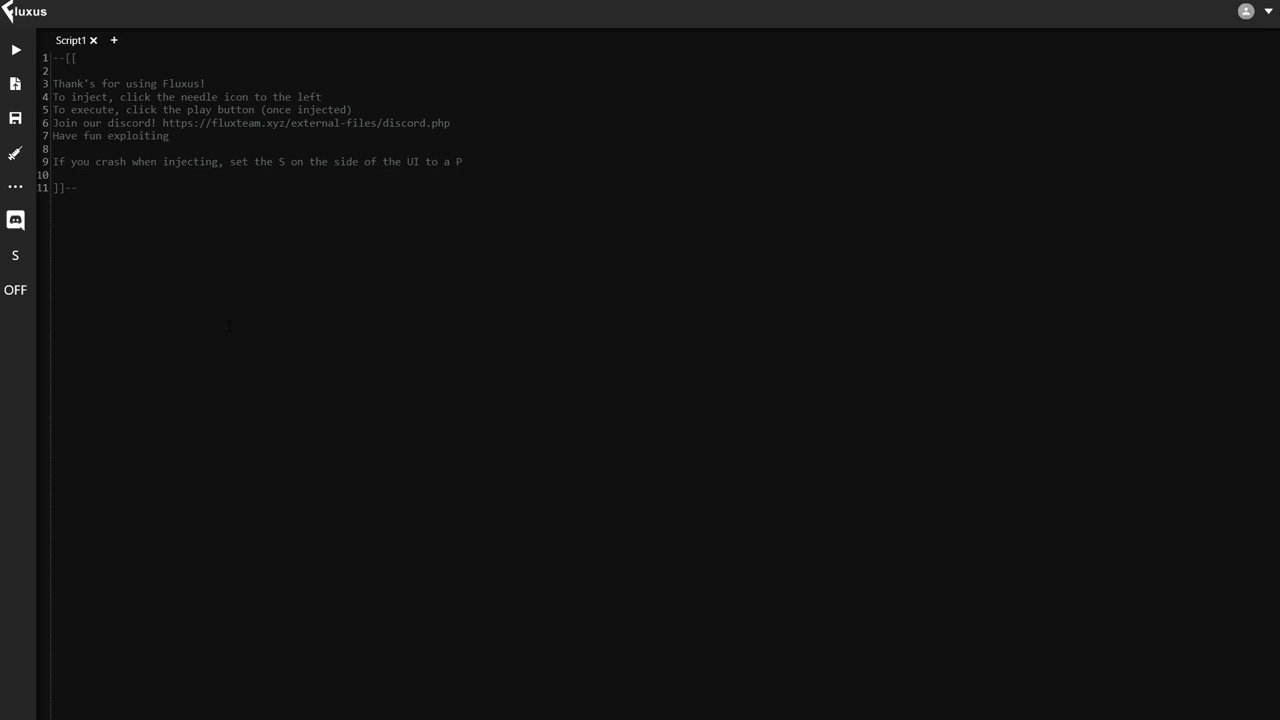 Fluxus
Script1
1 --[[
2
3 Thank's for using Fluxus!
4 To inject, click the needle icon to the left
5 To execute, click the play button (once injected)
6 Join our discord! https://fluxteam.xyz/external-files/discord.php
7 Have fun exploiting
8
9 If you crash when injecting, set the S on the side of the UI to a P
10
11 ]]--
S
OFF